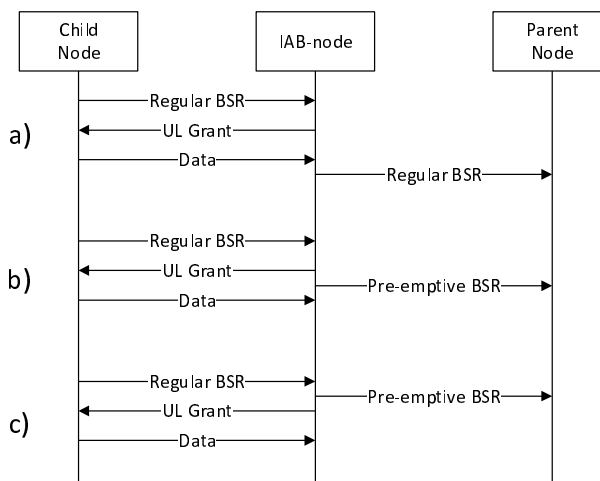 Child
Node
IAB-node
Parent
Node
a)
Regular BSR
UL Grant
Data
Regular BSR
b)
Regular BSR
UL Grant
Pre-emptive BSR
Data
c)
Regular BSR
Pre-emptive BSR
UL Grant
Data